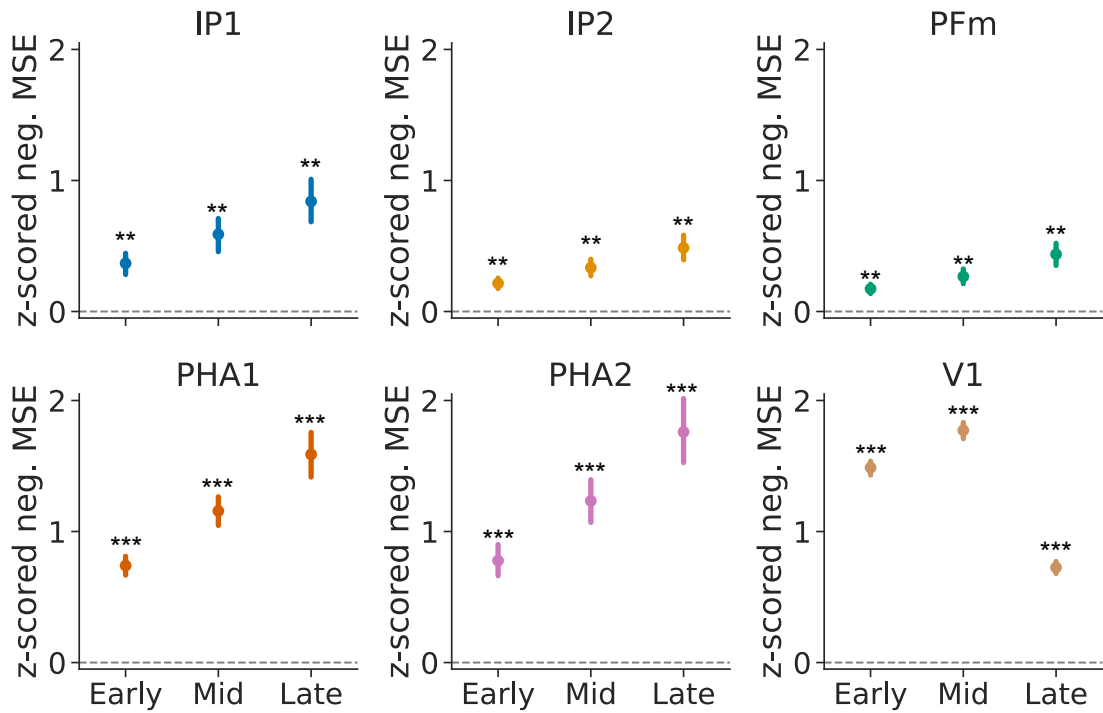 IP1
IP2
PFm
z-scored neg. MSE
2
1
0
**
**
**
z-scored neg. MSE
2
1
0
**
**
**
z-scored neg. MSE
2
1
0
**
**
**
PHA1
PHA2
V1
z-scored neg. MSE
2
1
0
***
***
***
Early Mid Late
z-scored neg. MSE
2
1
0
***
***
***
Early Mid Late
z-scored neg. MSE
2
1
0
***
***
***
Early Mid Late